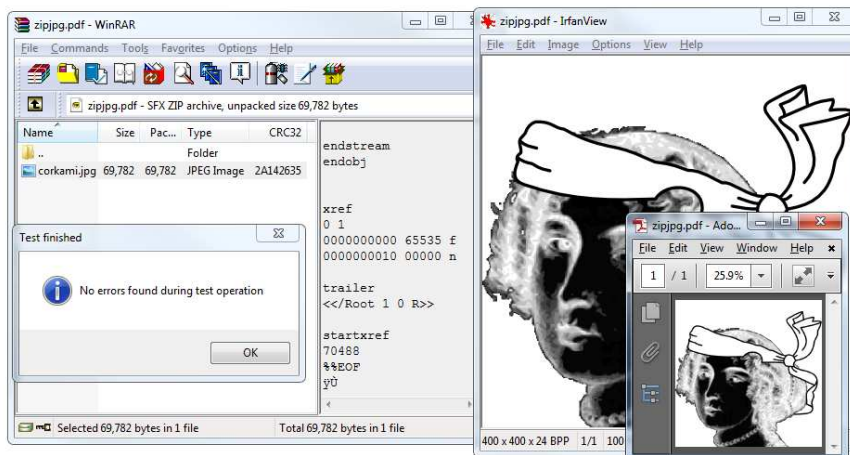 zipjpg.pdf - WinRAR
File Commands Tools Favorites Options Help
zipjpg.pdf - SFX ZIP archive, unpacked size 69,782 bytes
Name Size Pac... Type CRC32
.. Folder
corkami.jpg 69,782 69,782 JPEG Image 2A142635
endstream
endobj
xref
0 1
0000000000 65535 f
0000000010 00000 n
trailer
<</Root 1 0 R>>
startxref
70488
%%EOF
ÿÙ
Test finished
No errors found during test operation
OK
Selected 69,782 bytes in 1 file Total 69,782 bytes in 1 file
zipjpg.pdf - IrfanView
File Edit Image Options View Help
400 x 400 x 24 BPP 1/1 100
zipjpg.pdf - Ado...
File Edit View Window Help
1 / 1 25.9%